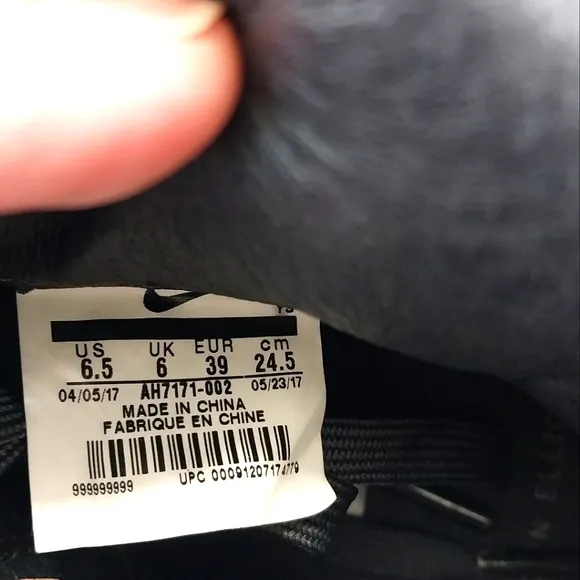 YS
US UK EUR cm
6.5 6 39 24.5
04/05/17 AH7171-002 05/23/17
MADE IN CHINA
FABRIQUE EN CHINE
999999999 UPC 00091207174779